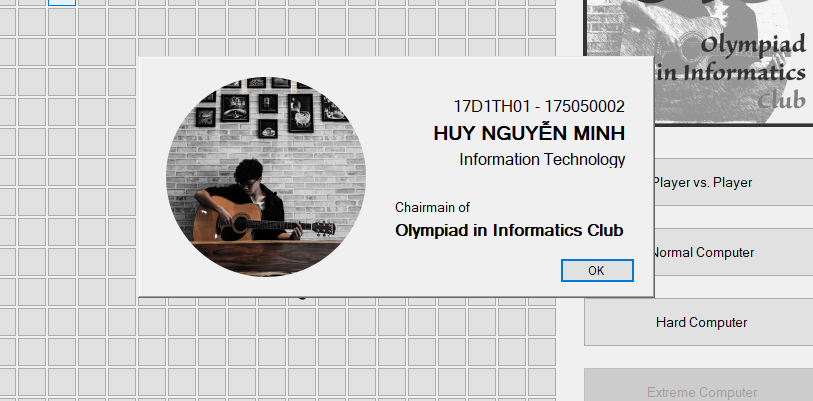 17D1TH01 - 175050002
HUY NGUYỄN MINH
Information Technology
Chairmain of
Olympiad in Informatics Club
OK
Olympiad
in Informatics
Club
Player vs. Player
Normal Computer
Hard Computer
Extreme Computer